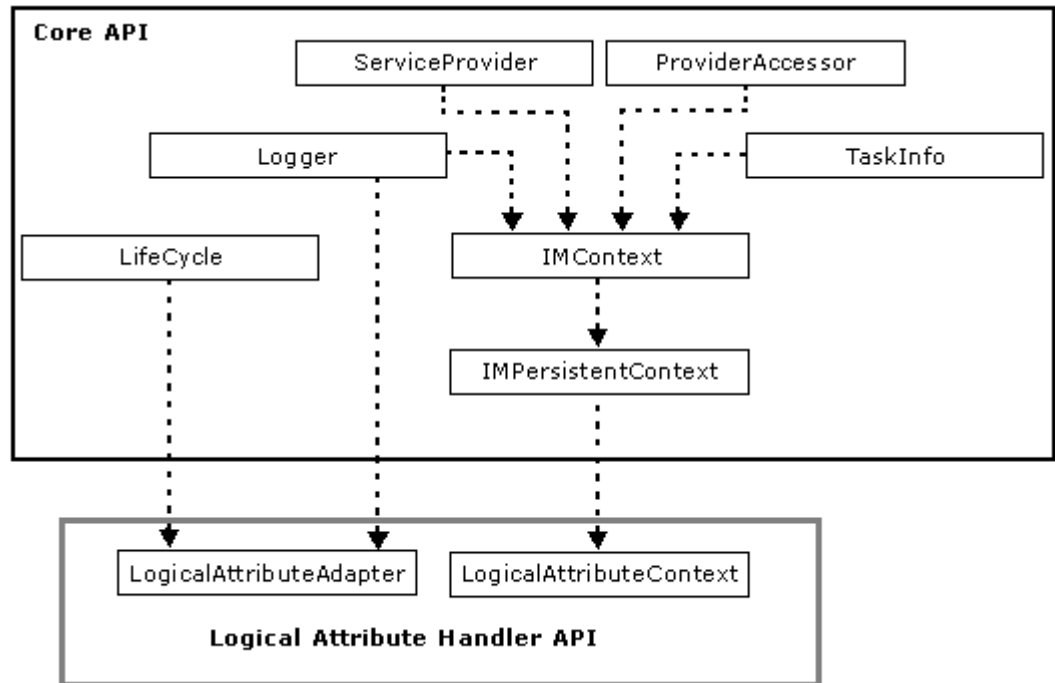 Core API
ServiceProvider
ProviderAccessor
Logger
TaskInfo
LifeCycle
IMContext
IMPersistentContext
LogicalAttributeAdapter
LogicalAttributeContext
Logical Attribute Handler API